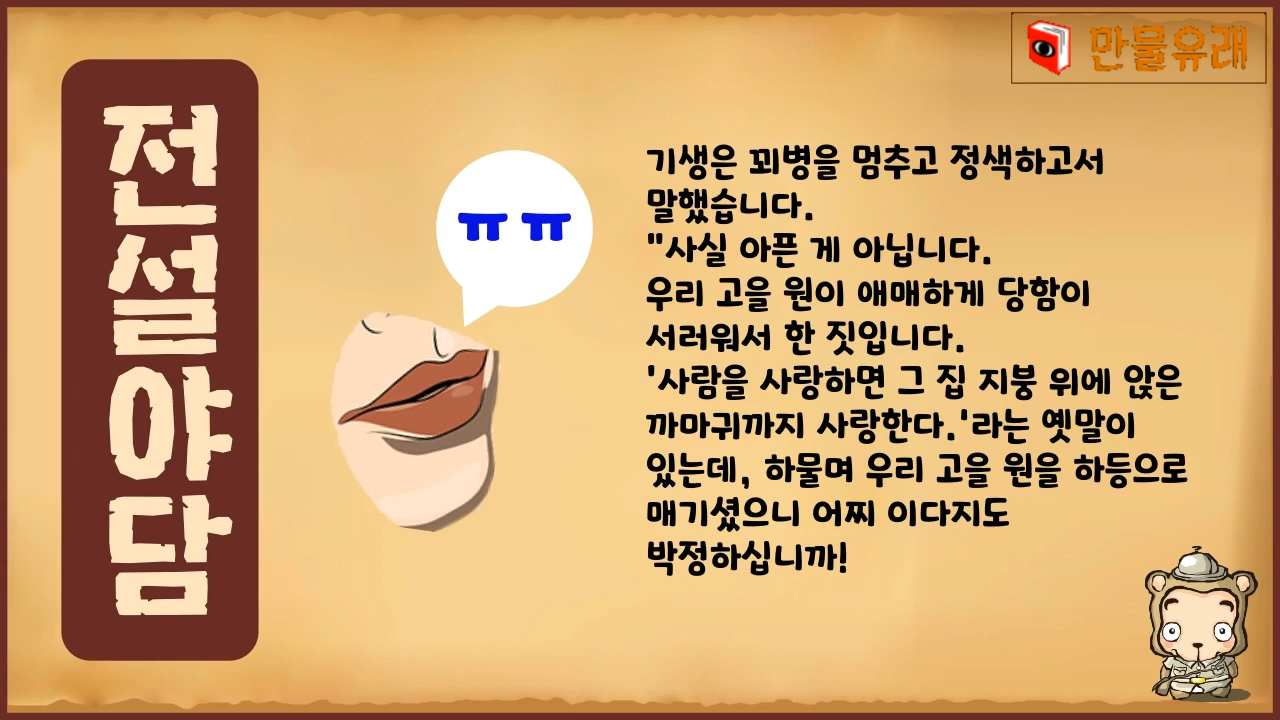 만물유래
전설야담
ㅠㅠ
기생은 꾀병을 멈추고 정색하고서
말했습니다.
"사실 아픈 게 아닙니다.
우리 고을 원이 애매하게 당함이
서러워서 한 짓입니다.
'사람을 사랑하면 그 집 지붕 위에 앉은
까마귀까지 사랑한다.'라는 옛말이
있는데, 하물며 우리 고을 원을 하등으로
매기셨으니 어찌 이다지도
박정하십니까!